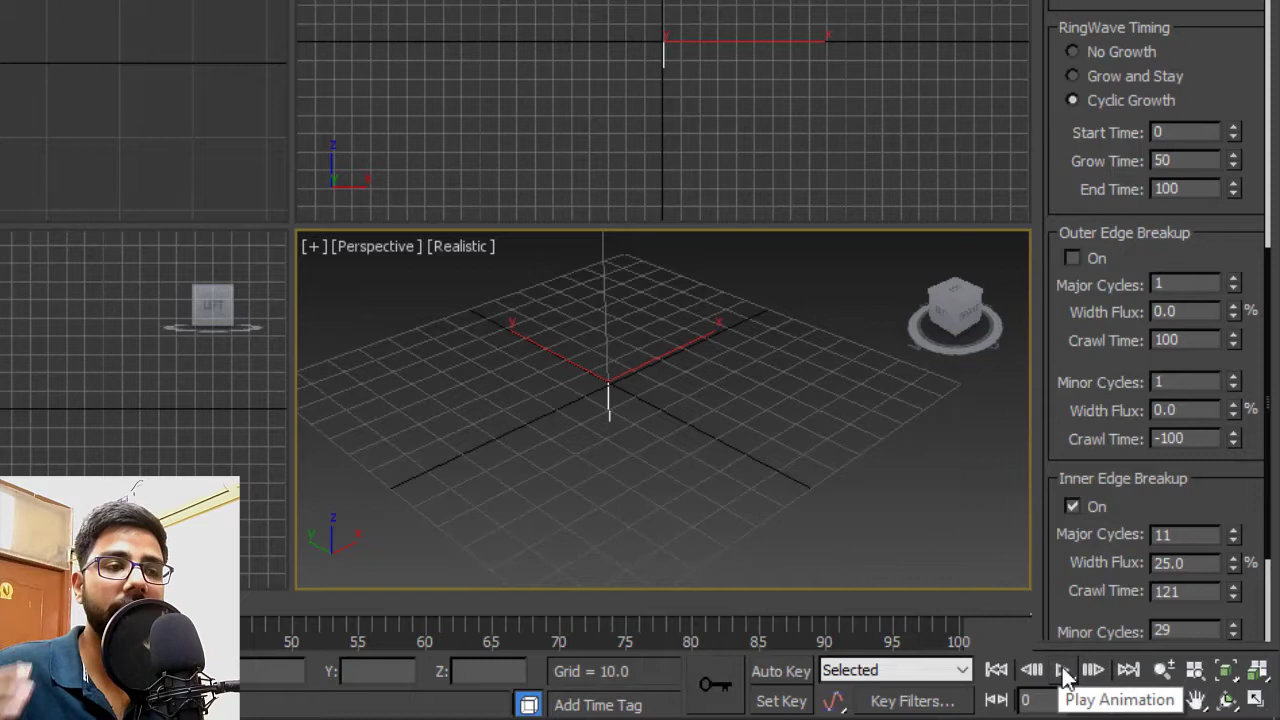 RingWave Timing
No Growth
Grow and Stay
Cyclic Growth
Start Time: 0
Grow Time: 50
End Time: 100
Outer Edge Breakup
On
Major Cycles: 1
Width Flux: 0.0 %
Crawl Time: 100
Minor Cycles: 1
Width Flux: 0.0 %
Crawl Time: -100
Inner Edge Breakup
On
Major Cycles: 11
Width Flux: 25.0 %
Crawl Time: 121
Minor Cycles: 29
y x
z
y x
[+] [Perspective ] [Realistic ]
LEFT
y x
z
y x
50 55 60 65 70 75 80 85 90 95 100
Y: Z: Grid = 10.0 Auto Key Selected
Add Time Tag Set Key Key Filters... 0 Play Animation